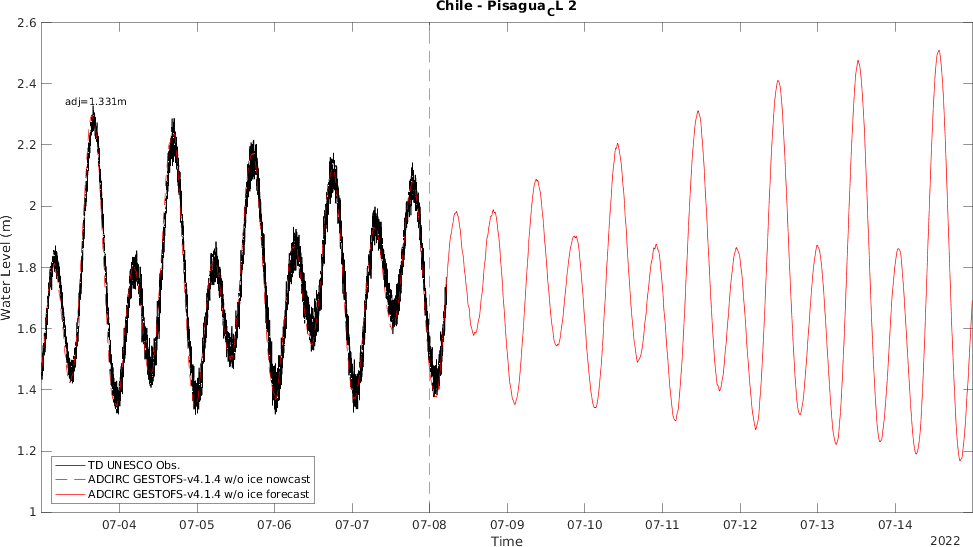 Chile - Pisagua_CL 2
adj=1.331m
Water Level (m)
2.6
2.4
2.2
2
1.8
1.6
1.4
1.2
1
TD UNESCO Obs.
ADCIRC GESTOFS-v4.1.4 w/o ice nowcast
ADCIRC GESTOFS-v4.1.4 w/o ice forecast
07-04 07-05 07-06 07-07 07-08 07-09 07-10 07-11 07-12 07-13 07-14
Time
2022